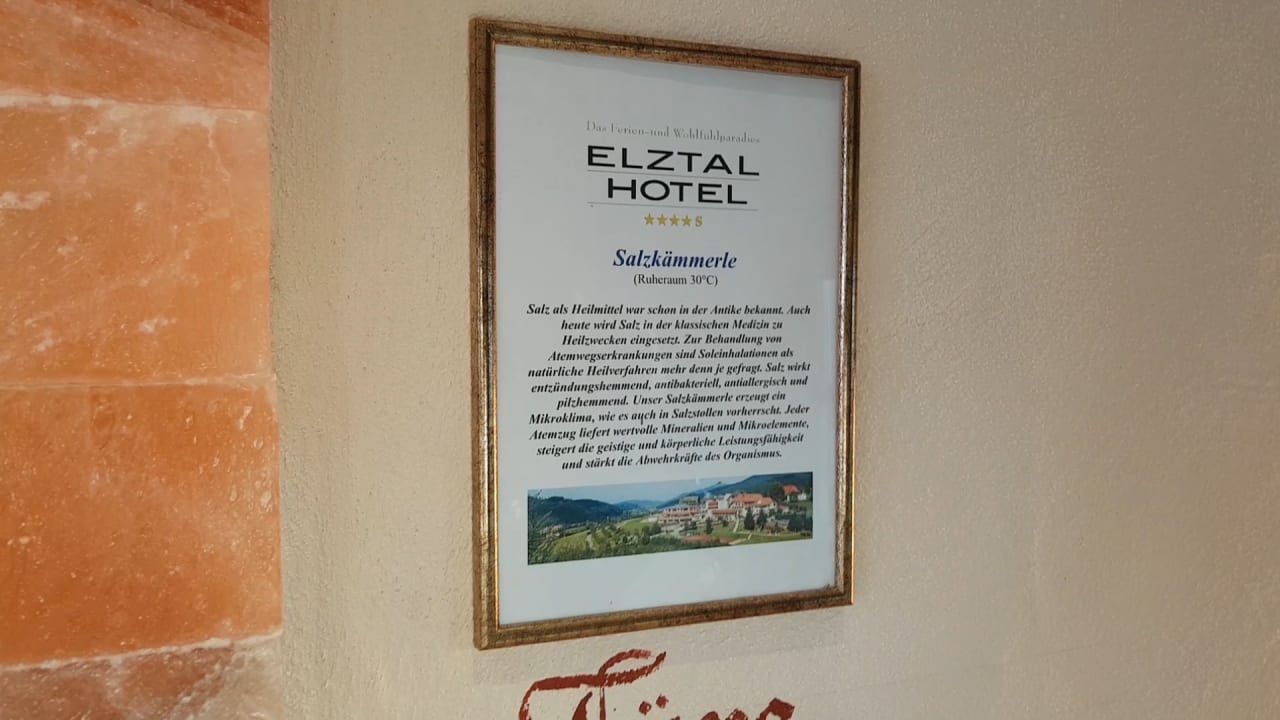 Das Ferien-und Wohlfühlparadies
ELZTAL
HOTEL
★★★★S
Salzkämmerle
(Ruheraum 30°C)
Salz als Heilmittel war schon in der Antike bekannt. Auch
heute wird Salz in der klassischen Medizin zu
Heilzwecken eingesetzt. Zur Behandlung von
Atemwegserkrankungen sind Soleinhalationen als
natürliche Heilverfahren mehr denn je gefragt. Salz wirkt
entzündungshemmend, antibakteriell, antiallergisch und
pilzhemmend. Unser Salzkämmerle erzeugt ein
Mikroklima, wie es auch in Salzstollen vorherrscht. Jeder
Atemzug liefert wertvolle Mineralien und Mikroelemente,
steigert die geistige und körperliche Leistungsfähigkeit
und stärkt die Abwehrkräfte des Organismus.